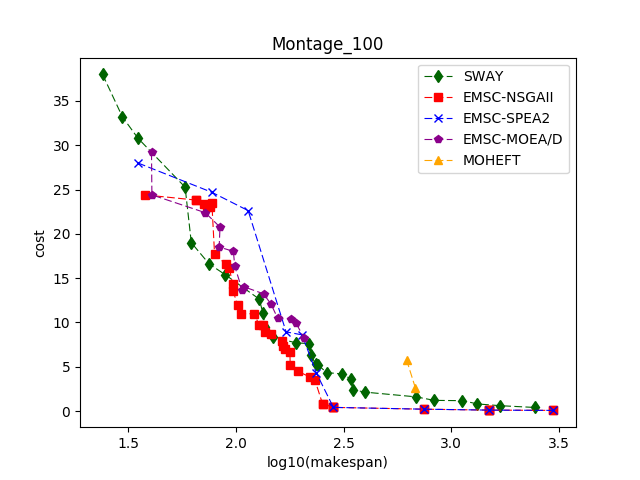 Montage_100
SWAY
EMSC-NSGAII
EMSC-SPEA2
EMSC-MOEA/D
MOHEFT
cost
35
30
25
20
15
10
5
0
1.5 2.0 2.5 3.0 3.5
log10(makespan)